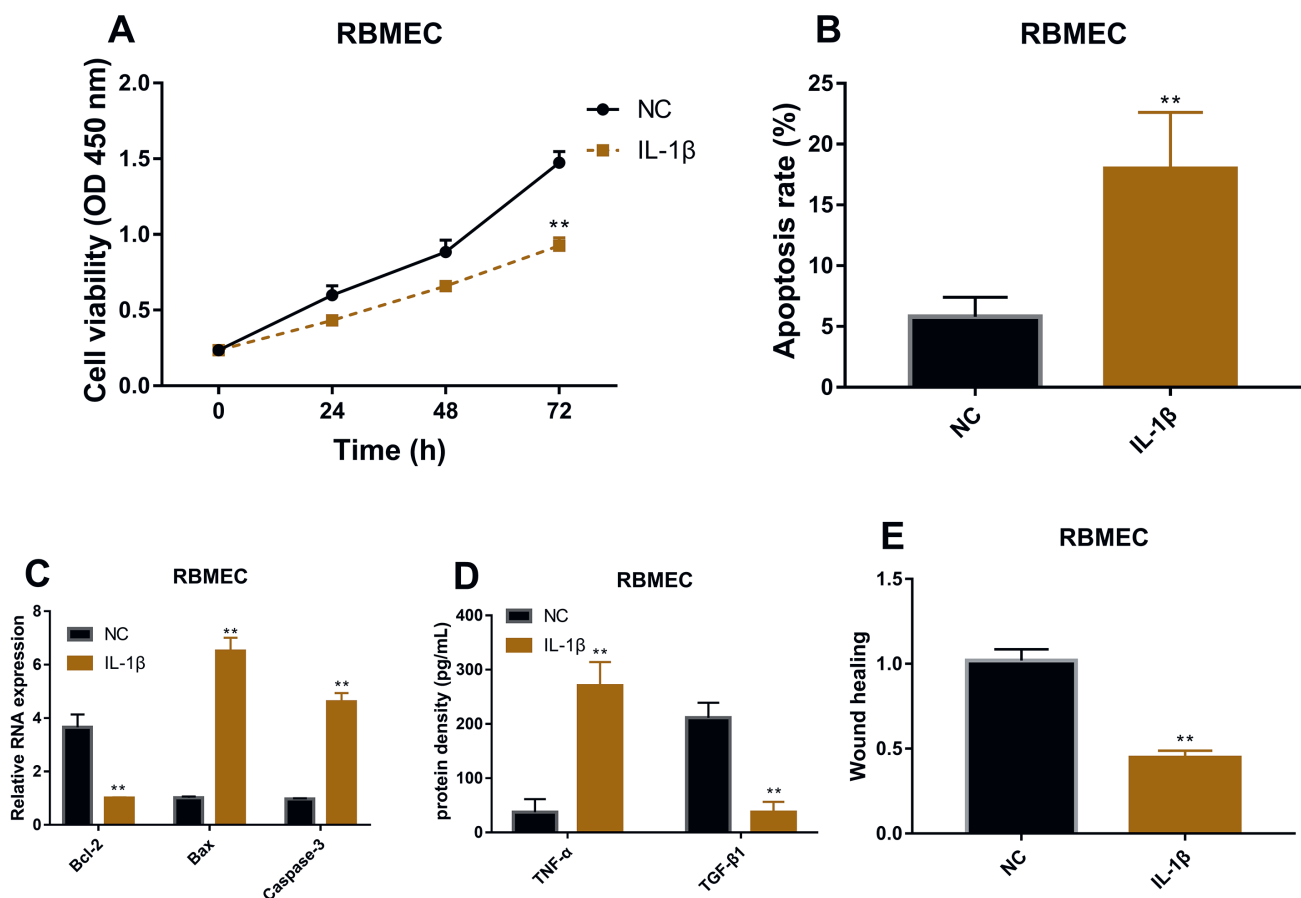 A
RBMEC
Cell viability (OD 450 nm)
2.0
1.5
1.0
0.5
0.0
0
24
48
72
Time (h)
NC
IL-1β
**
B
RBMEC
Apoptosis rate (%)
25
20
15
10
5
0
**
NC
IL-1β
C
RBMEC
Relative RNA expression
8
6
4
2
0
NC
IL-1β
**
**
**
Bcl-2
Bax
Caspase-3
D
RBMEC
protein density (pg/mL)
400
300
200
100
0
NC
IL-1β
**
**
TNF-α
TGF-β1
E
RBMEC
Wound healing
1.5
1.0
0.5
0.0
**
NC
IL-1β